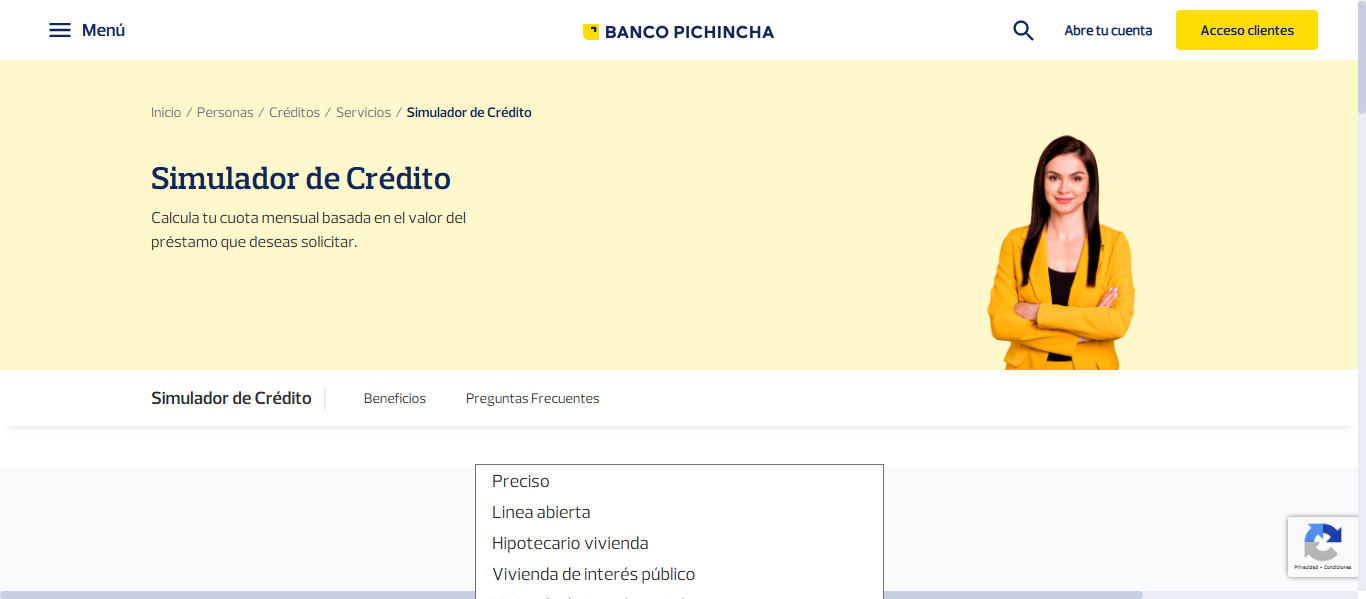 Menú
BANCO PICHINCHA
Abre tu cuenta
Acceso clientes
Inicio / Personas / Créditos / Servicios / Simulador de Crédito
Simulador de Crédito
Calcula tu cuota mensual basada en el valor del
préstamo que deseas solicitar.
Simulador de Crédito
Beneficios
Preguntas Frecuentes
Preciso
Linea abierta
Hipotecario vivienda
Vivienda de interés público
Privacidad - Condiciones